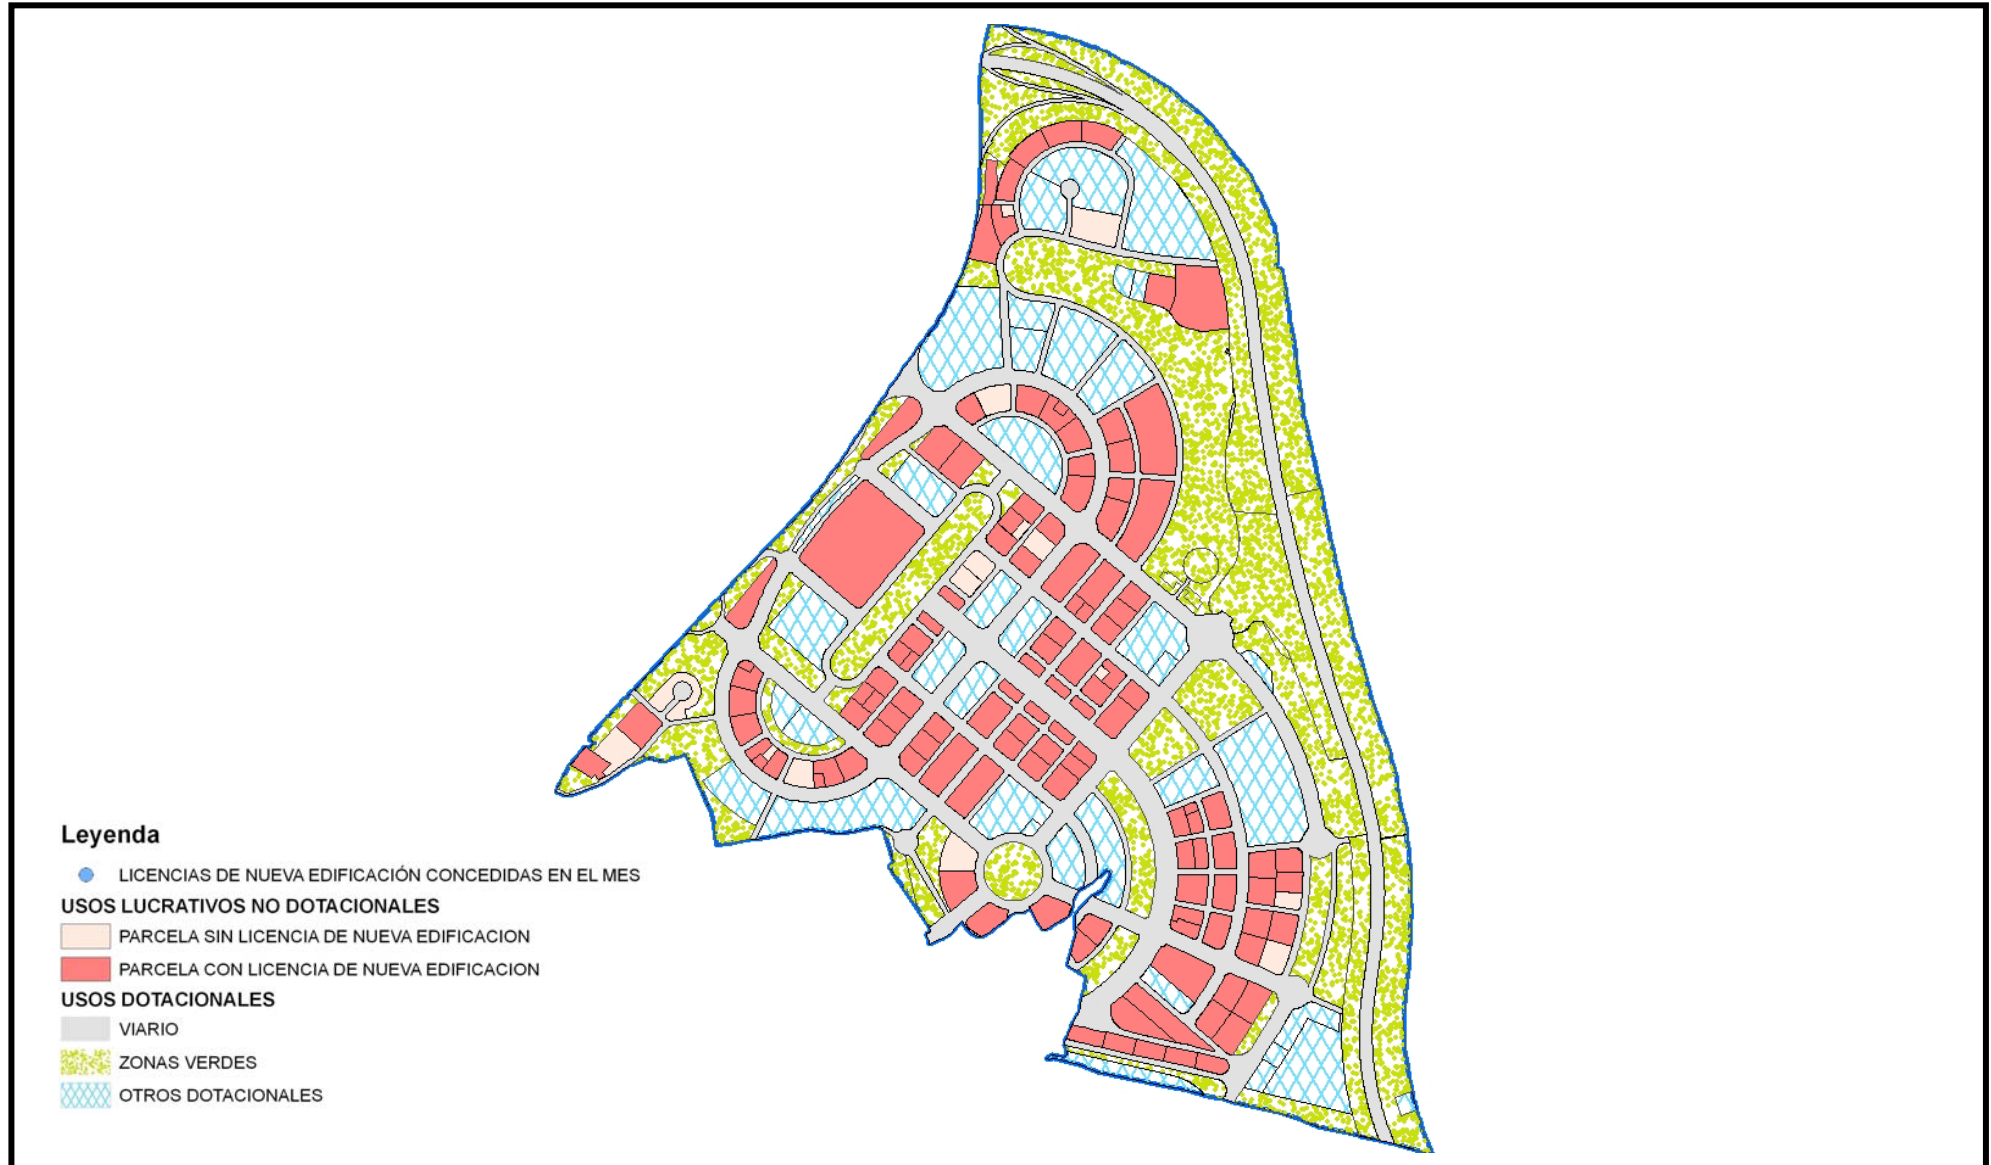 Leyenda
LICENCIAS DE NUEVA EDIFICACIÓN CONCEDIDAS EN EL MES
USOS LUCRATIVOS NO DOTACIONALES
PARCELA SIN LICENCIA DE NUEVA EDIFICACION
PARCELA CON LICENCIA DE NUEVA EDIFICACION
USOS DOTACIONALES
VIARIO
ZONAS VERDES
OTROS DOTACIONALES